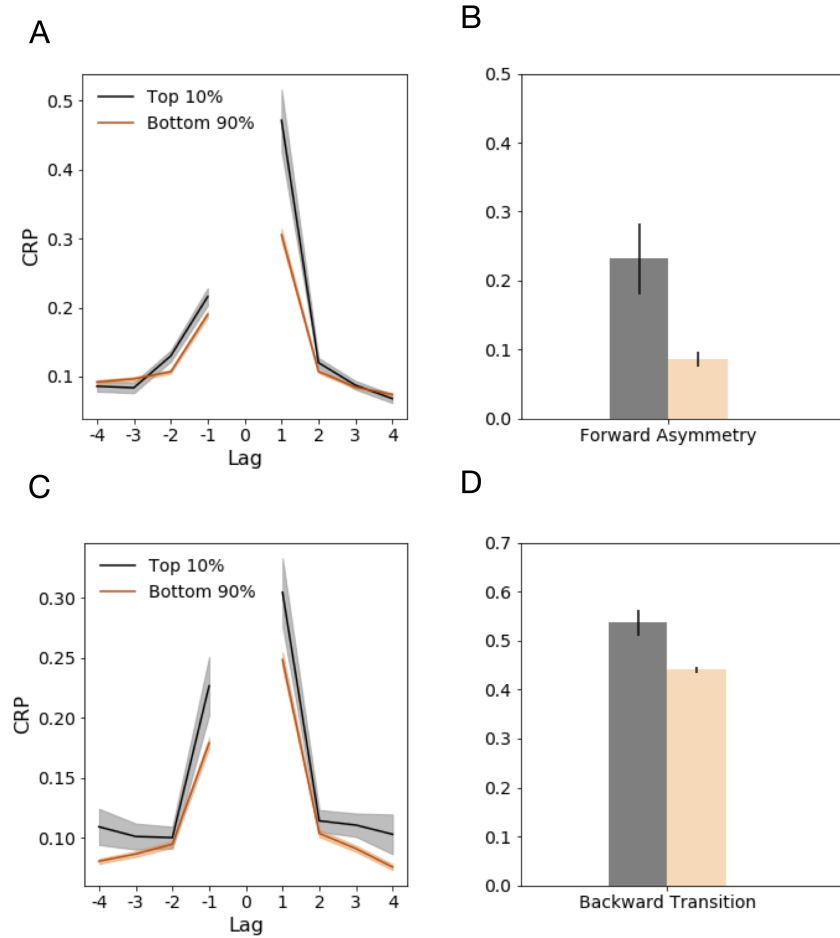 A
0.5
0.4
0.3
0.2
0.1
CRP
Top 10%
Bottom 90%
-4 -3 -2 -1 0 1 2 3 4
Lag
B
0.5
0.4
0.3
0.2
0.1
0.0
Forward Asymmetry
C
0.30
0.25
0.20
0.15
0.10
CRP
Top 10%
Bottom 90%
-4 -3 -2 -1 0 1 2 3 4
Lag
D
0.7
0.6
0.5
0.4
0.3
0.2
0.1
0.0
Backward Transition